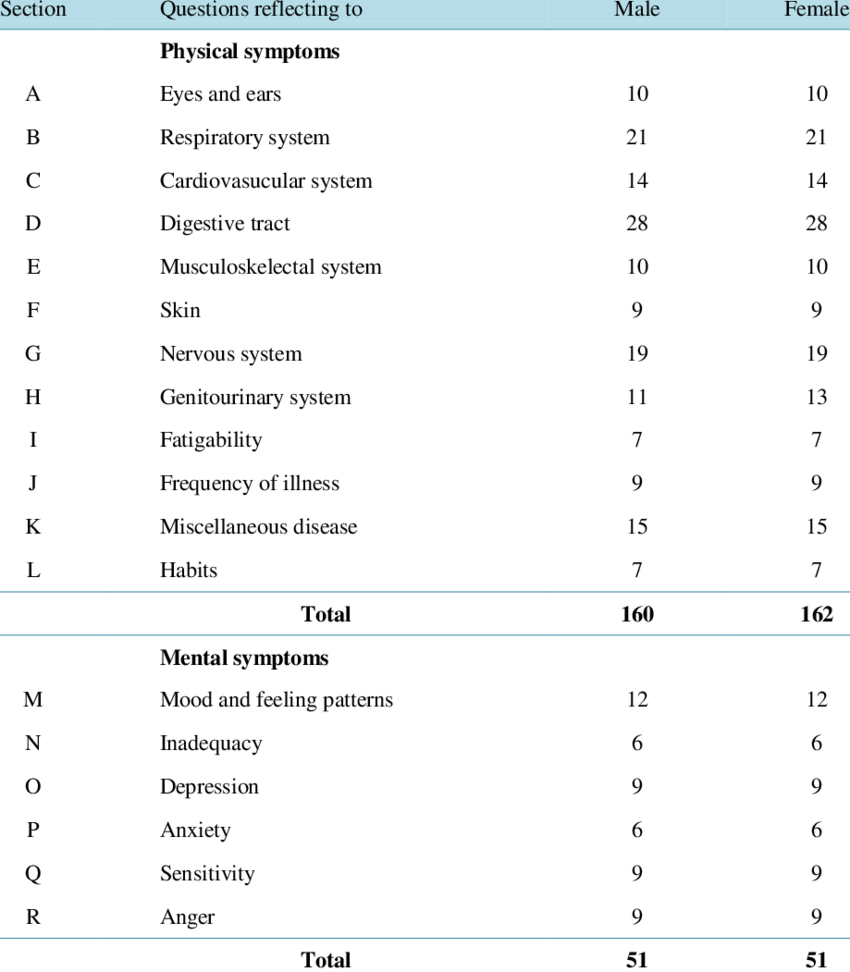 Section Questions reflecting to Male Female
Physical symptoms
A Eyes and ears 10 10
B Respiratory system 21 21
C Cardiovasucular system 14 14
D Digestive tract 28 28
E Musculoskelectal system 10 10
F Skin 9 9
G Nervous system 19 19
H Genitourinary system 11 13
I Fatigability 7 7
J Frequency of illness 9 9
K Miscellaneous disease 15 15
L Habits 7 7
Total 160 162
Mental symptoms
M Mood and feeling patterns 12 12
N Inadequacy 6 6
O Depression 9 9
P Anxiety 6 6
Q Sensitivity 9 9
R Anger 9 9
Total 51 51